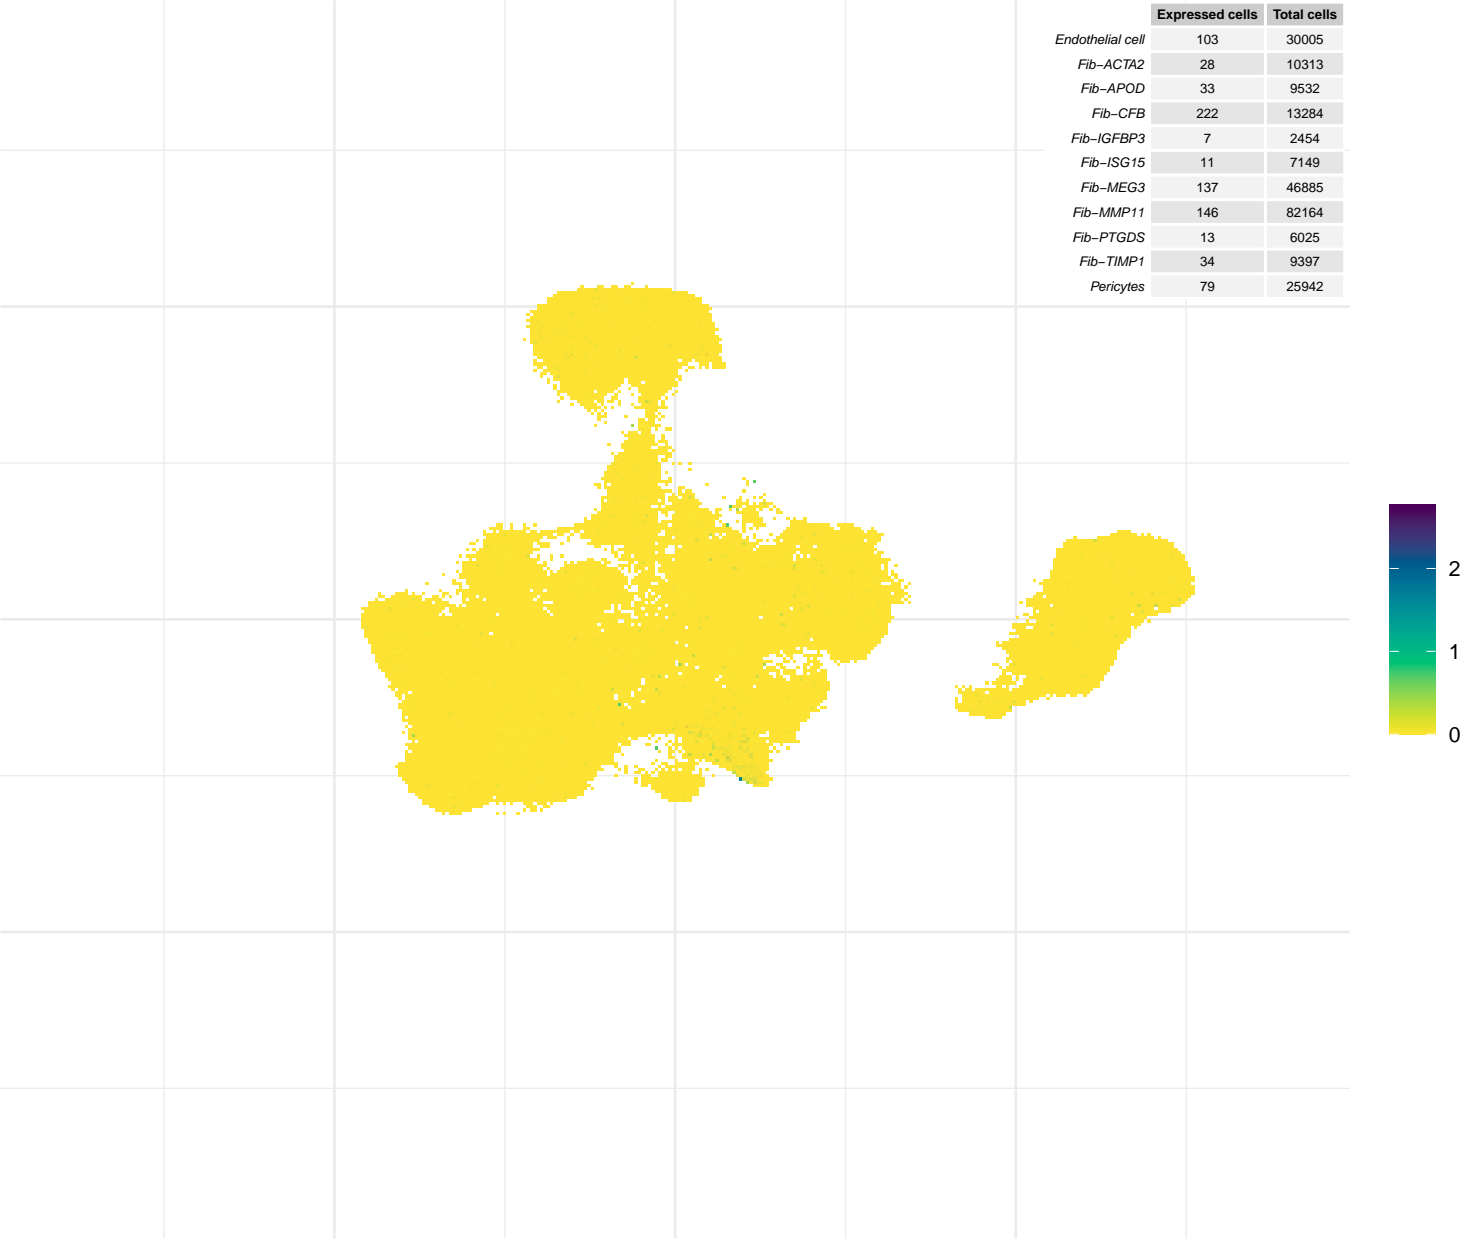 Expressed cells Total cells
Endothelial cell 103 30005
Fib−ACTA2 28 10313
Fib−APOD 33 9532
Fib−CFB 222 13284
Fib−IGFBP3 7 2454
Fib−ISG15 11 7149
Fib−MEG3 137 46885
Fib−MMP11 146 82164
Fib−PTGDS 13 6025
Fib−TIMP1 34 9397
Pericytes 79 25942
2
1
0